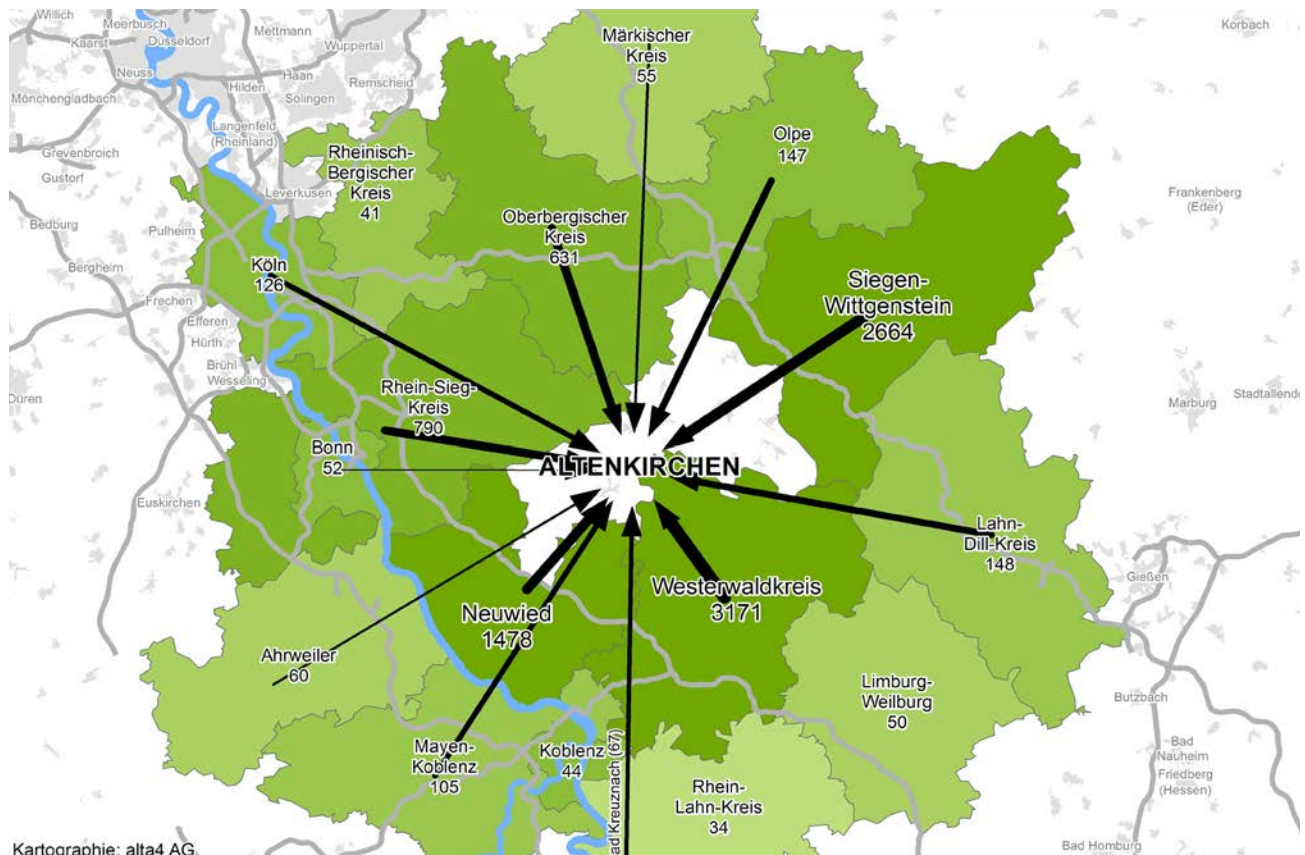 Willich
Meerbusch
Kaarst
Düsseldorf
Neuss
Mettmann
Wuppertal
Haan
Hilden
Solingen
Remscheid
Mönchengladbach
Langenfeld
(Rheinland)
Grevenbroich
Gustorf
Leverkusen
Bedburg
Pulheim
Bergheim
Frechen
Efferen
Hürth
Brühl
Wesseling
Düren
Euskirchen
Korbach
Frankenberg
(Eder)
Marburg
Stadtallendo
Gießen
Butzbach
Bad
Nauheim
Friedberg
(Hessen)
Bad Homburg
Märkischer
Kreis
55
Olpe
147
Rheinisch-
Bergischer
Kreis
41
Oberbergischer
Kreis
631
Köln
126
Siegen-
Wittgenstein
2664
Rhein-Sieg-
Kreis
790
Bonn
52
ALTENKIRCHEN
Lahn-
Dill-Kreis
148
Westerwaldkreis
3171
Neuwied
1478
Ahrweiler
60
Limburg-
Weilburg
50
Mayen-
Koblenz
105
Koblenz
44
ad Kreuznach (67)
Rhein-
Lahn-Kreis
34
Kartographie: alta4 AG